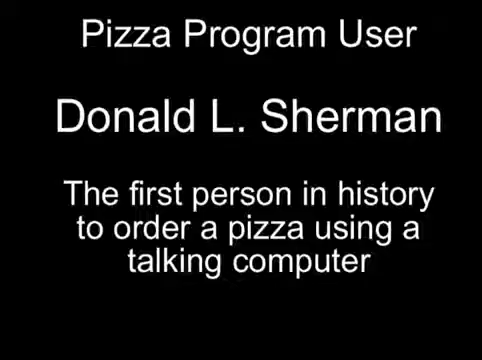 Pizza Program User
Donald L. Sherman
The first person in history
to order a pizza using a
talking computer